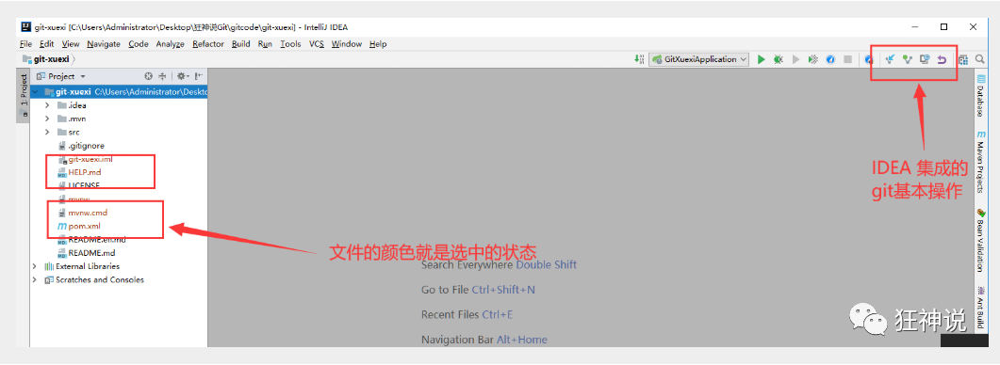 git-xuexi [C:\Users\Administrator\Desktop\狂神说Git\gitcode\git-xuexi] - IntelliJ IDEA
File Edit View Navigate Code Analyze Refactor Build Run Tools VCS Window Help
git-xuexi
GitXuexiApplication
1: Project
Project
git-xuexi C:\Users\Administrator\Deskto
.idea
.mvn
src
.gitignore
git-xuexi.iml
HELP.md
LICENSE
mvnw
mvnw.cmd
pom.xml
README.en.md
README.md
External Libraries
Scratches and Consoles
文件的颜色就是选中的状态
Search Everywhere Double Shift
Go to File Ctrl+Shift+N
Recent Files Ctrl+E
Navigation Bar Alt+Home
IDEA 集成的
git基本操作
Database
Maven Projects
Bean Validation
Ant Build
狂神说